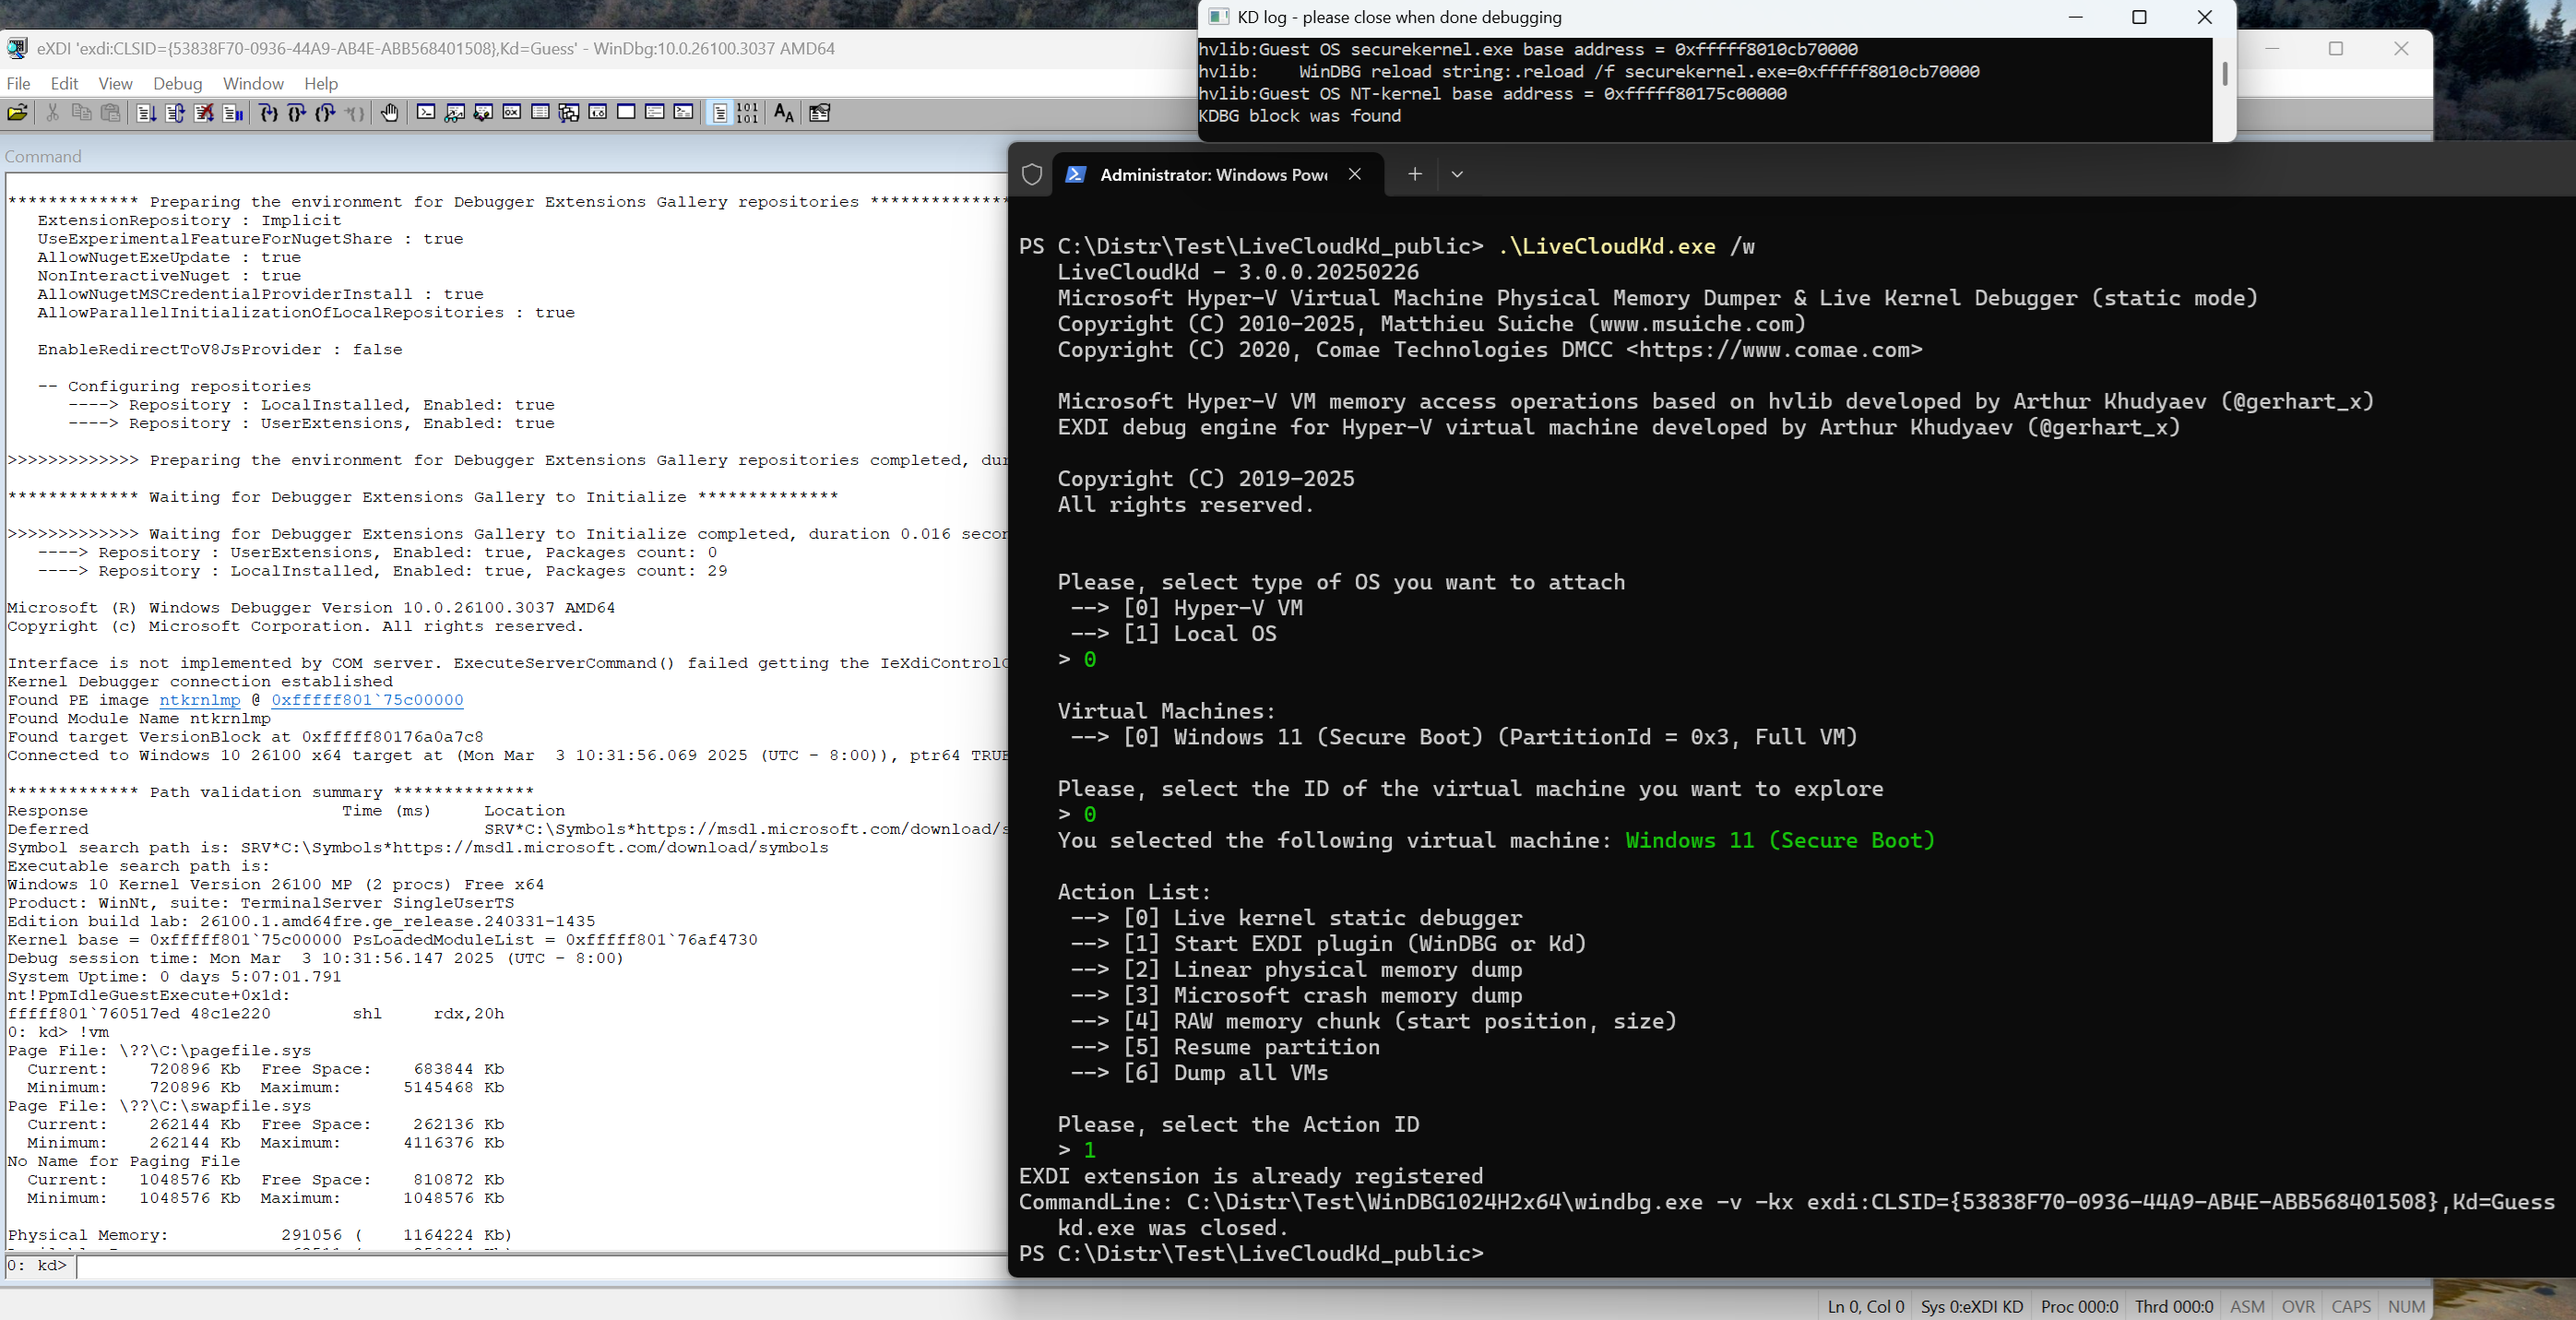 KD log - please close when done debugging
hvlib:Guest OS securekernel.exe base address = 0xfffff8010cb70000
hvlib:    WinDBG reload string:.reload /f securekernel.exe=0xfffff8010cb70000
hvlib:Guest OS NT-kernel base address = 0xfffff80175c00000
KDBG block was found
eXDI 'exdi:CLSID={53838F70-0936-44A9-AB4E-ABB568401508},Kd=Guess' - WinDbg:10.0.26100.3037 AMD64
File Edit View Debug Window Help
Command
************* Preparing the environment for Debugger Extensions Gallery repositories **************
ExtensionRepository : Implicit
UseExperimentalFeatureForNugetShare : true
AllowNugetExeUpdate : true
NonInteractiveNuget : true
AllowNugetMSCredentialProviderInstall : true
AllowParallelInitializationOfLocalRepositories : true
EnableRedirectToV8JsProvider : false
-- Configuring repositories
----> Repository : LocalInstalled, Enabled: true
----> Repository : UserExtensions, Enabled: true
>>>>>>>>>>>>> Preparing the environment for Debugger Extensions Gallery repositories completed, dur
************* Waiting for Debugger Extensions Gallery to Initialize **************
>>>>>>>>>>>>> Waiting for Debugger Extensions Gallery to Initialize completed, duration 0.016 secon
----> Repository : UserExtensions, Enabled: true, Packages count: 0
----> Repository : LocalInstalled, Enabled: true, Packages count: 29
Microsoft (R) Windows Debugger Version 10.0.26100.3037 AMD64
Copyright (c) Microsoft Corporation. All rights reserved.
Interface is not implemented by COM server. ExecuteServerCommand() failed getting the IeXdiControlC
Kernel Debugger connection established
Found PE image ntkrnlmp @ 0xfffff801`75c00000
Found Module Name ntkrnlmp
Found target VersionBlock at 0xfffff80176a0a7c8
Connected to Windows 10 26100 x64 target at (Mon Mar  3 10:31:56.069 2025 (UTC - 8:00)), ptr64 TRUE
************* Path validation summary **************
Response                         Time (ms)     Location
Deferred                                       SRV*C:\Symbols*https://msdl.microsoft.com/download/s
Symbol search path is: SRV*C:\Symbols*https://msdl.microsoft.com/download/symbols
Executable search path is:
Windows 10 Kernel Version 26100 MP (2 procs) Free x64
Product: WinNt, suite: TerminalServer SingleUserTS
Edition build lab: 26100.1.amd64fre.ge_release.240331-1435
Kernel base = 0xfffff801`75c00000 PsLoadedModuleList = 0xfffff801`76af4730
Debug session time: Mon Mar  3 10:31:56.147 2025 (UTC - 8:00)
System Uptime: 0 days 5:07:01.791
nt!PpmIdleGuestExecute+0x1d:
fffff801`760517ed 48c1e220        shl     rdx,20h
0: kd> !vm
Page File: \??\C:\pagefile.sys
Current:    720896 Kb  Free Space:    683844 Kb
Minimum:    720896 Kb  Maximum:      5145468 Kb
Page File: \??\C:\swapfile.sys
Current:    262144 Kb  Free Space:    262136 Kb
Minimum:    262144 Kb  Maximum:      4116376 Kb
No Name for Paging File
Current:   1048576 Kb  Free Space:    810872 Kb
Minimum:   1048576 Kb  Maximum:      1048576 Kb
Physical Memory:           291056 (    1164224 Kb)
0: kd>
Administrator: Windows Powe
PS C:\Distr\Test\LiveCloudKd_public> .\LiveCloudKd.exe /w
LiveCloudKd - 3.0.0.20250226
Microsoft Hyper-V Virtual Machine Physical Memory Dumper & Live Kernel Debugger (static mode)
Copyright (C) 2010-2025, Matthieu Suiche (www.msuiche.com)
Copyright (C) 2020, Comae Technologies DMCC <https://www.comae.com>
Microsoft Hyper-V VM memory access operations based on hvlib developed by Arthur Khudyaev (@gerhart_x)
EXDI debug engine for Hyper-V virtual machine developed by Arthur Khudyaev (@gerhart_x)
Copyright (C) 2019-2025
All rights reserved.
Please, select type of OS you want to attach
--> [0] Hyper-V VM
--> [1] Local OS
> 0
Virtual Machines:
--> [0] Windows 11 (Secure Boot) (PartitionId = 0x3, Full VM)
Please, select the ID of the virtual machine you want to explore
> 0
You selected the following virtual machine: Windows 11 (Secure Boot)
Action List:
--> [0] Live kernel static debugger
--> [1] Start EXDI plugin (WinDBG or Kd)
--> [2] Linear physical memory dump
--> [3] Microsoft crash memory dump
--> [4] RAW memory chunk (start position, size)
--> [5] Resume partition
--> [6] Dump all VMs
Please, select the Action ID
> 1
EXDI extension is already registered
CommandLine: C:\Distr\Test\WinDBG1024H2x64\windbg.exe -v -kx exdi:CLSID={53838F70-0936-44A9-AB4E-ABB568401508},Kd=Guess
kd.exe was closed.
PS C:\Distr\Test\LiveCloudKd_public>
Ln 0, Col 0 Sys 0:eXDI KD Proc 000:0 Thrd 000:0 ASM OVR CAPS NUM